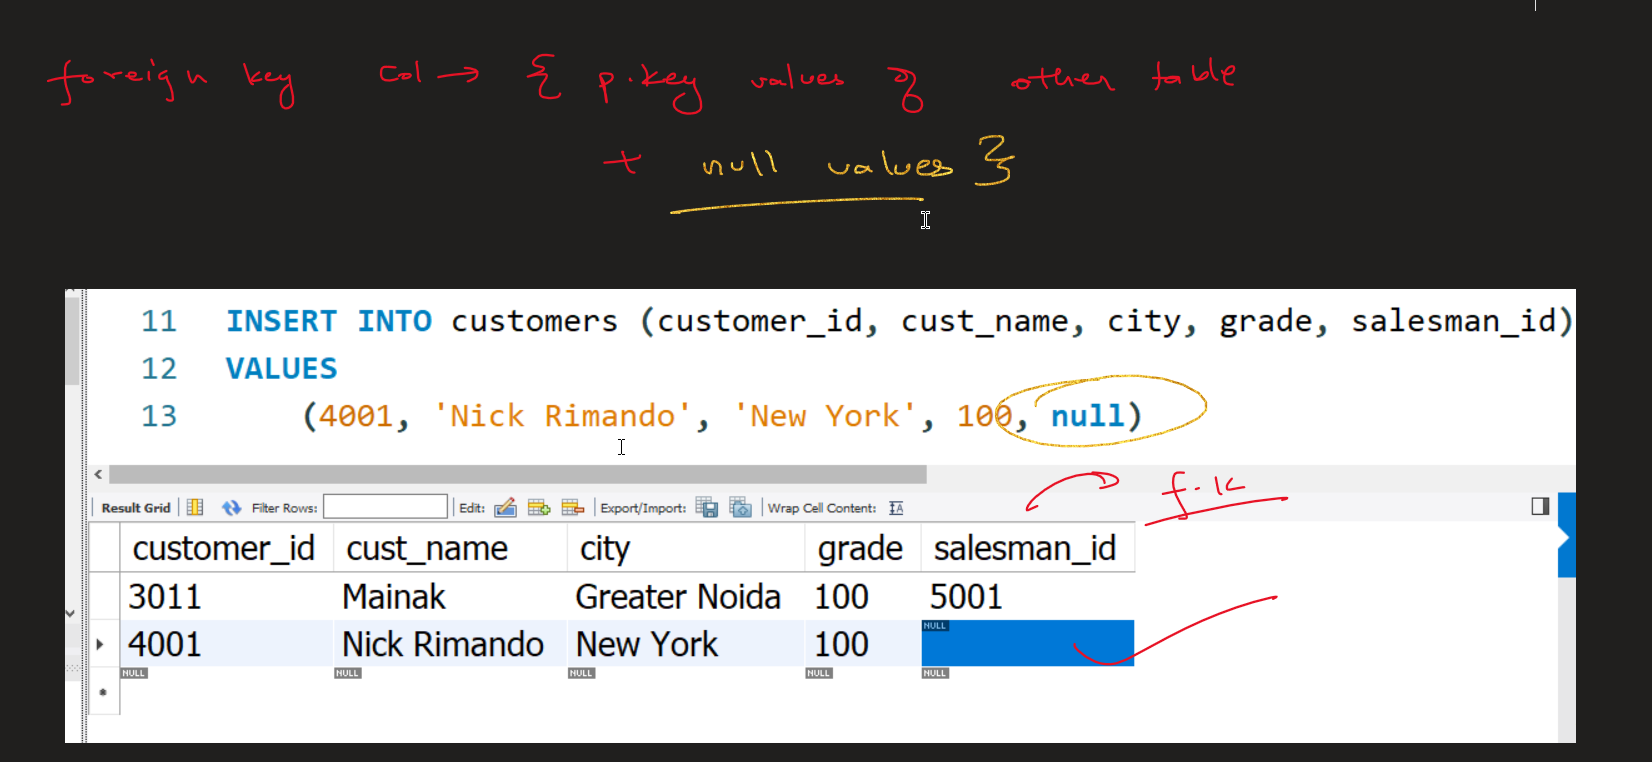 foreign key col → { p.key values of other table
+ null values }
11 INSERT INTO customers (customer_id, cust_name, city, grade, salesman_id)
12 VALUES
13 (4001, 'Nick Rimando', 'New York', 100, null)
Result Grid Filter Rows: Edit: Export/Import: Wrap Cell Content: IA
f.k
customer_id cust_name city grade salesman_id
3011 Mainak Greater Noida 100 5001
4001 Nick Rimando New York 100 NULL
NULL NULL NULL NULL NULL